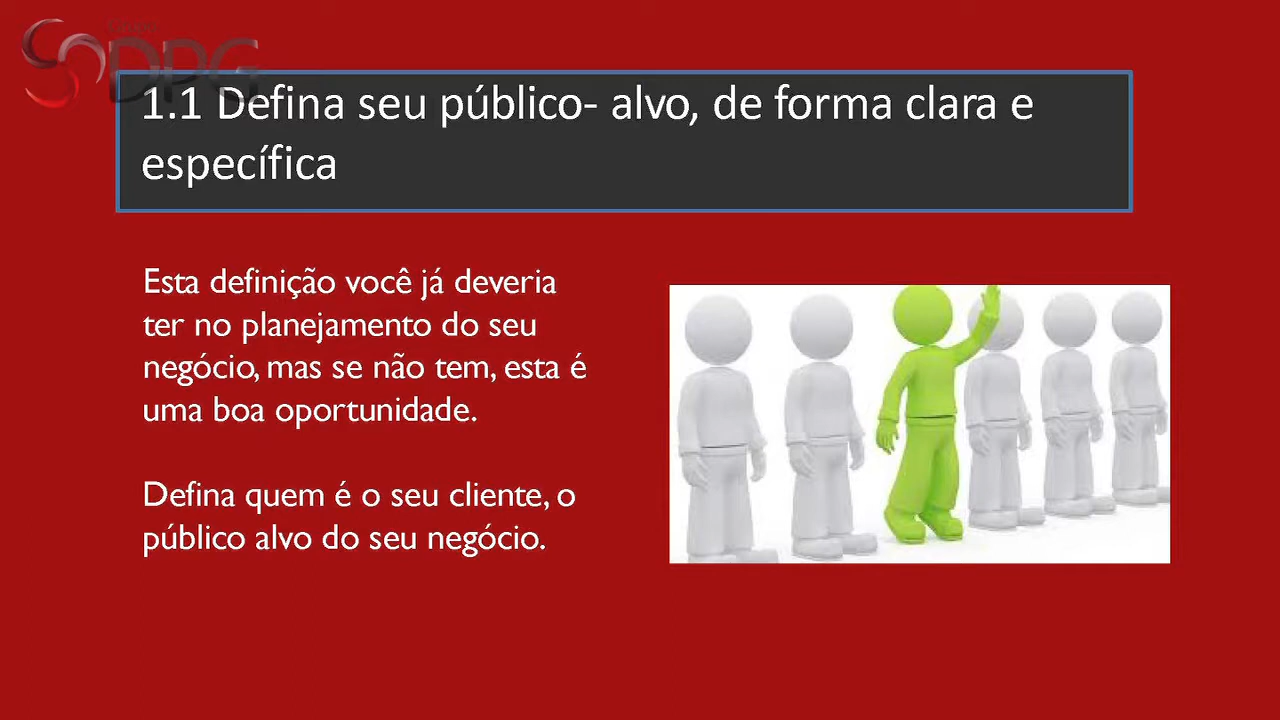 Grupo
DPG
1.1 Defina seu público- alvo, de forma clara e
específica
Esta definição você já deveria
ter no planejamento do seu
negócio, mas se não tem, esta é
uma boa oportunidade.
Defina quem é o seu cliente, o
público alvo do seu negócio.